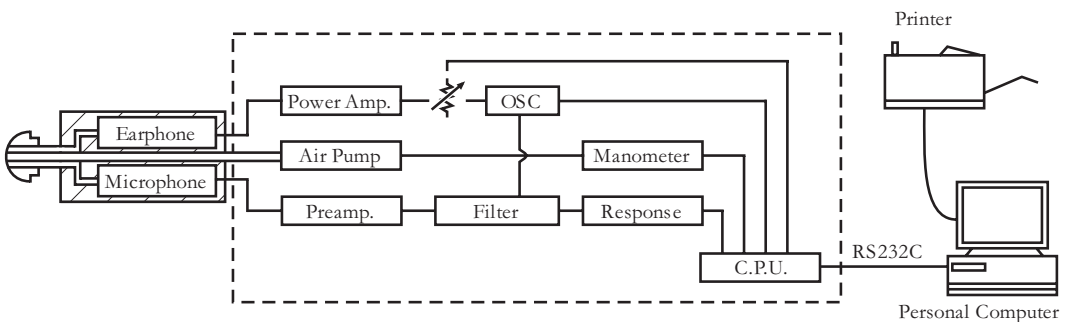 Printer
Power Amp.
OSC
Earphone
Air Pump
Manometer
Microphone
Preamp.
Filter
Response
C.P.U.
RS232C
Personal Computer